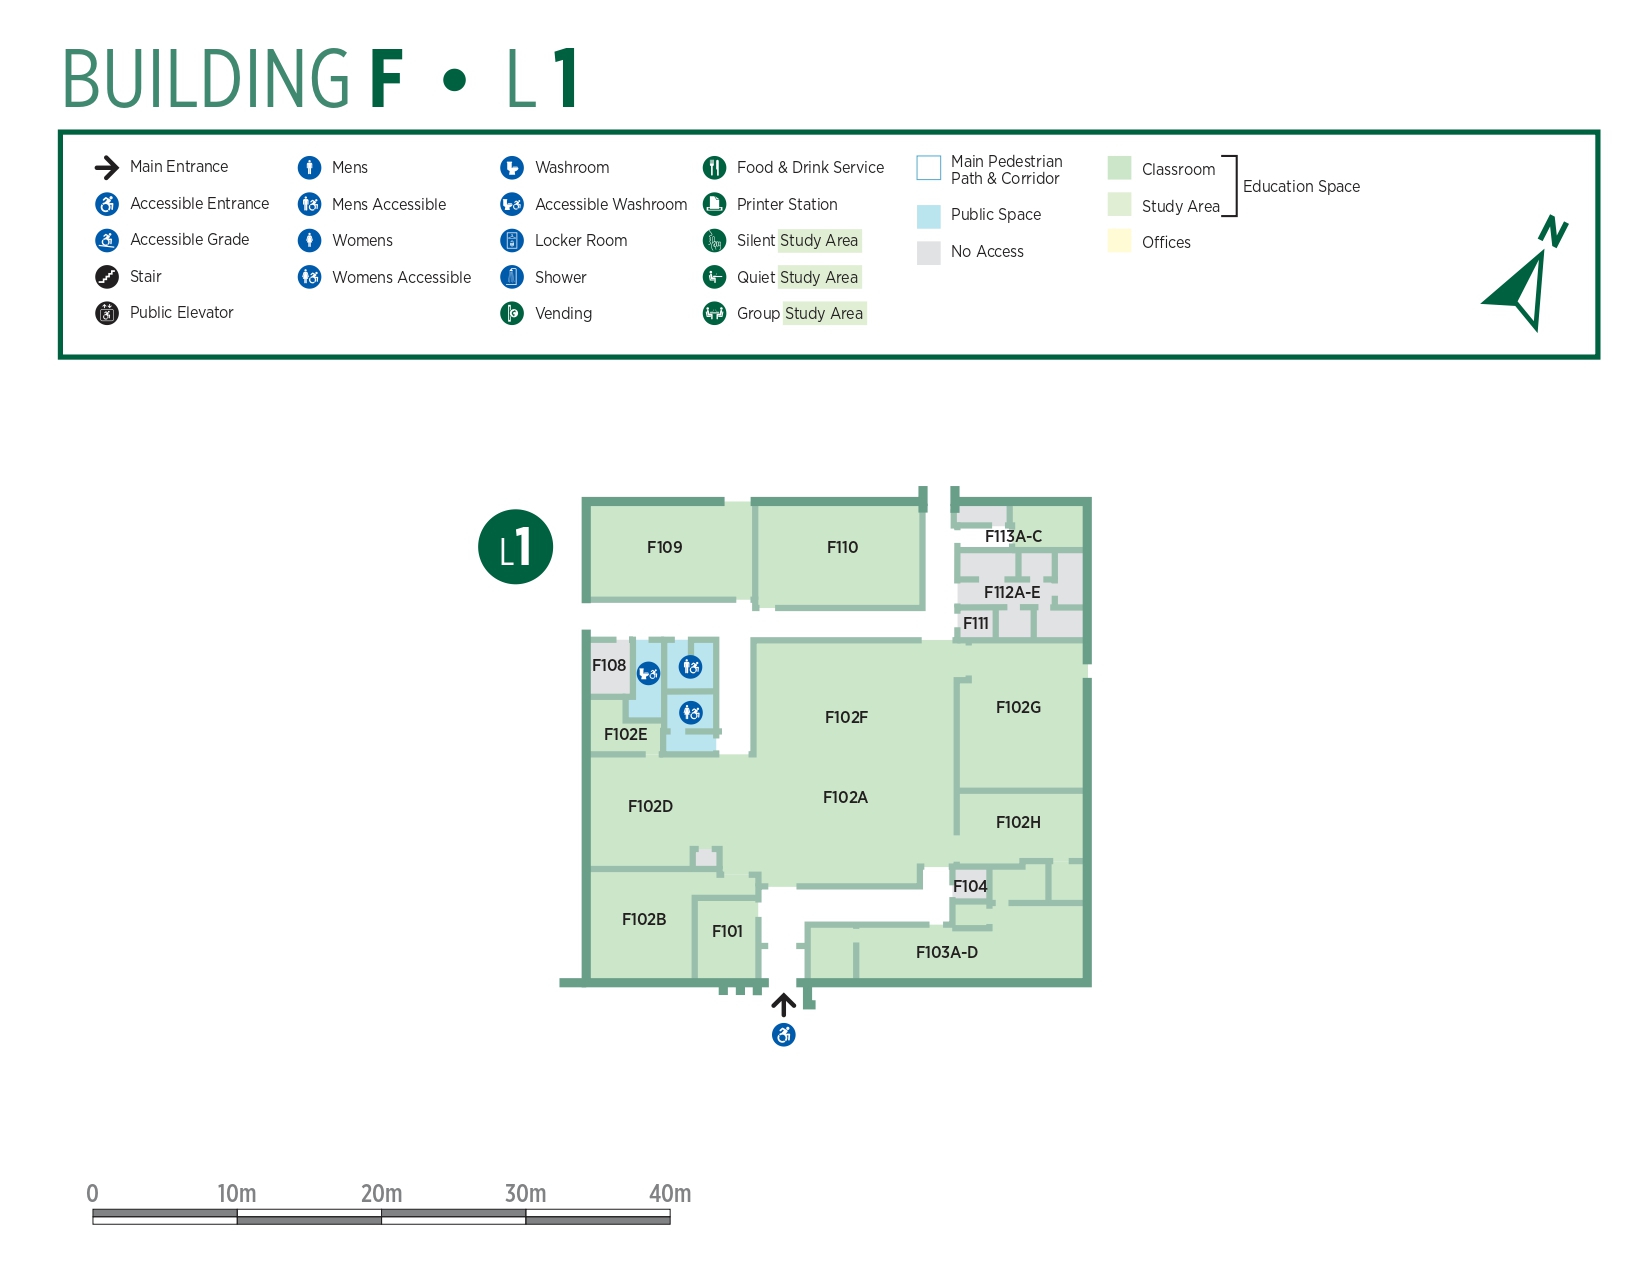 BUILDING F • L 1
Main Entrance
Accessible Entrance
Accessible Grade
Stair
Public Elevator
Mens
Mens Accessible
Womens
Womens Accessible
Washroom
Accessible Washroom
Locker Room
Shower
Vending
Food & Drink Service
Printer Station
Silent Study Area
Quiet Study Area
Group Study Area
Main Pedestrian
Path & Corridor
Public Space
No Access
Classroom
Study Area
Offices
Education Space
N
L1
F109
F110
F113A-C
F112A-E
F111
F108
F102E
F102F
F102G
F102D
F102A
F102H
F104
F102B
F101
F103A-D
0 10m 20m 30m 40m